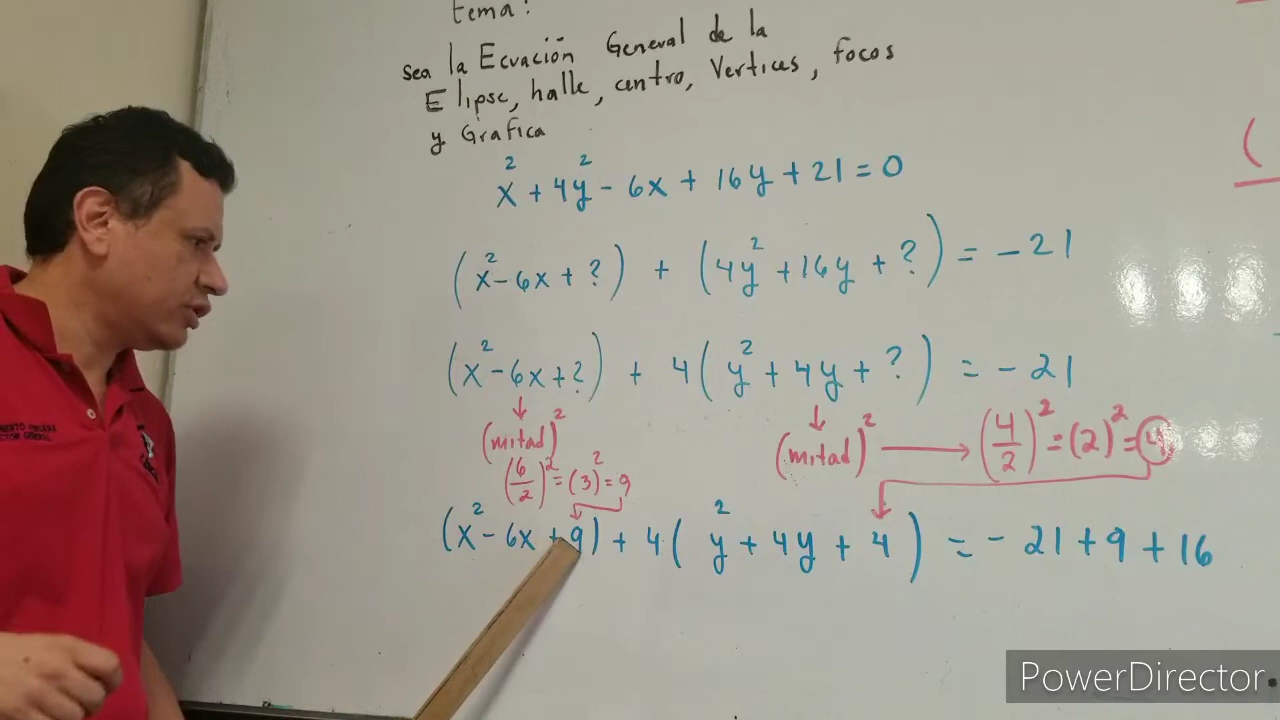 tema:
sea la Ecuación General de la
Elipse, halle, centro, Vertices, focos
y Grafica
x² + 4y² - 6x + 16y + 21 = 0
(x² - 6x + ?) + (4y² + 16y + ?) = -21
(x² - 6x + ?) + 4(y² + 4y + ?) = -21
(mitad)² (mitad)² → (4/2)² = (2)² = 4
(6/2)² = (3)² = 9
(x² - 6x + 9) + 4(y² + 4y + 4) = -21 + 9 + 16
PowerDirector